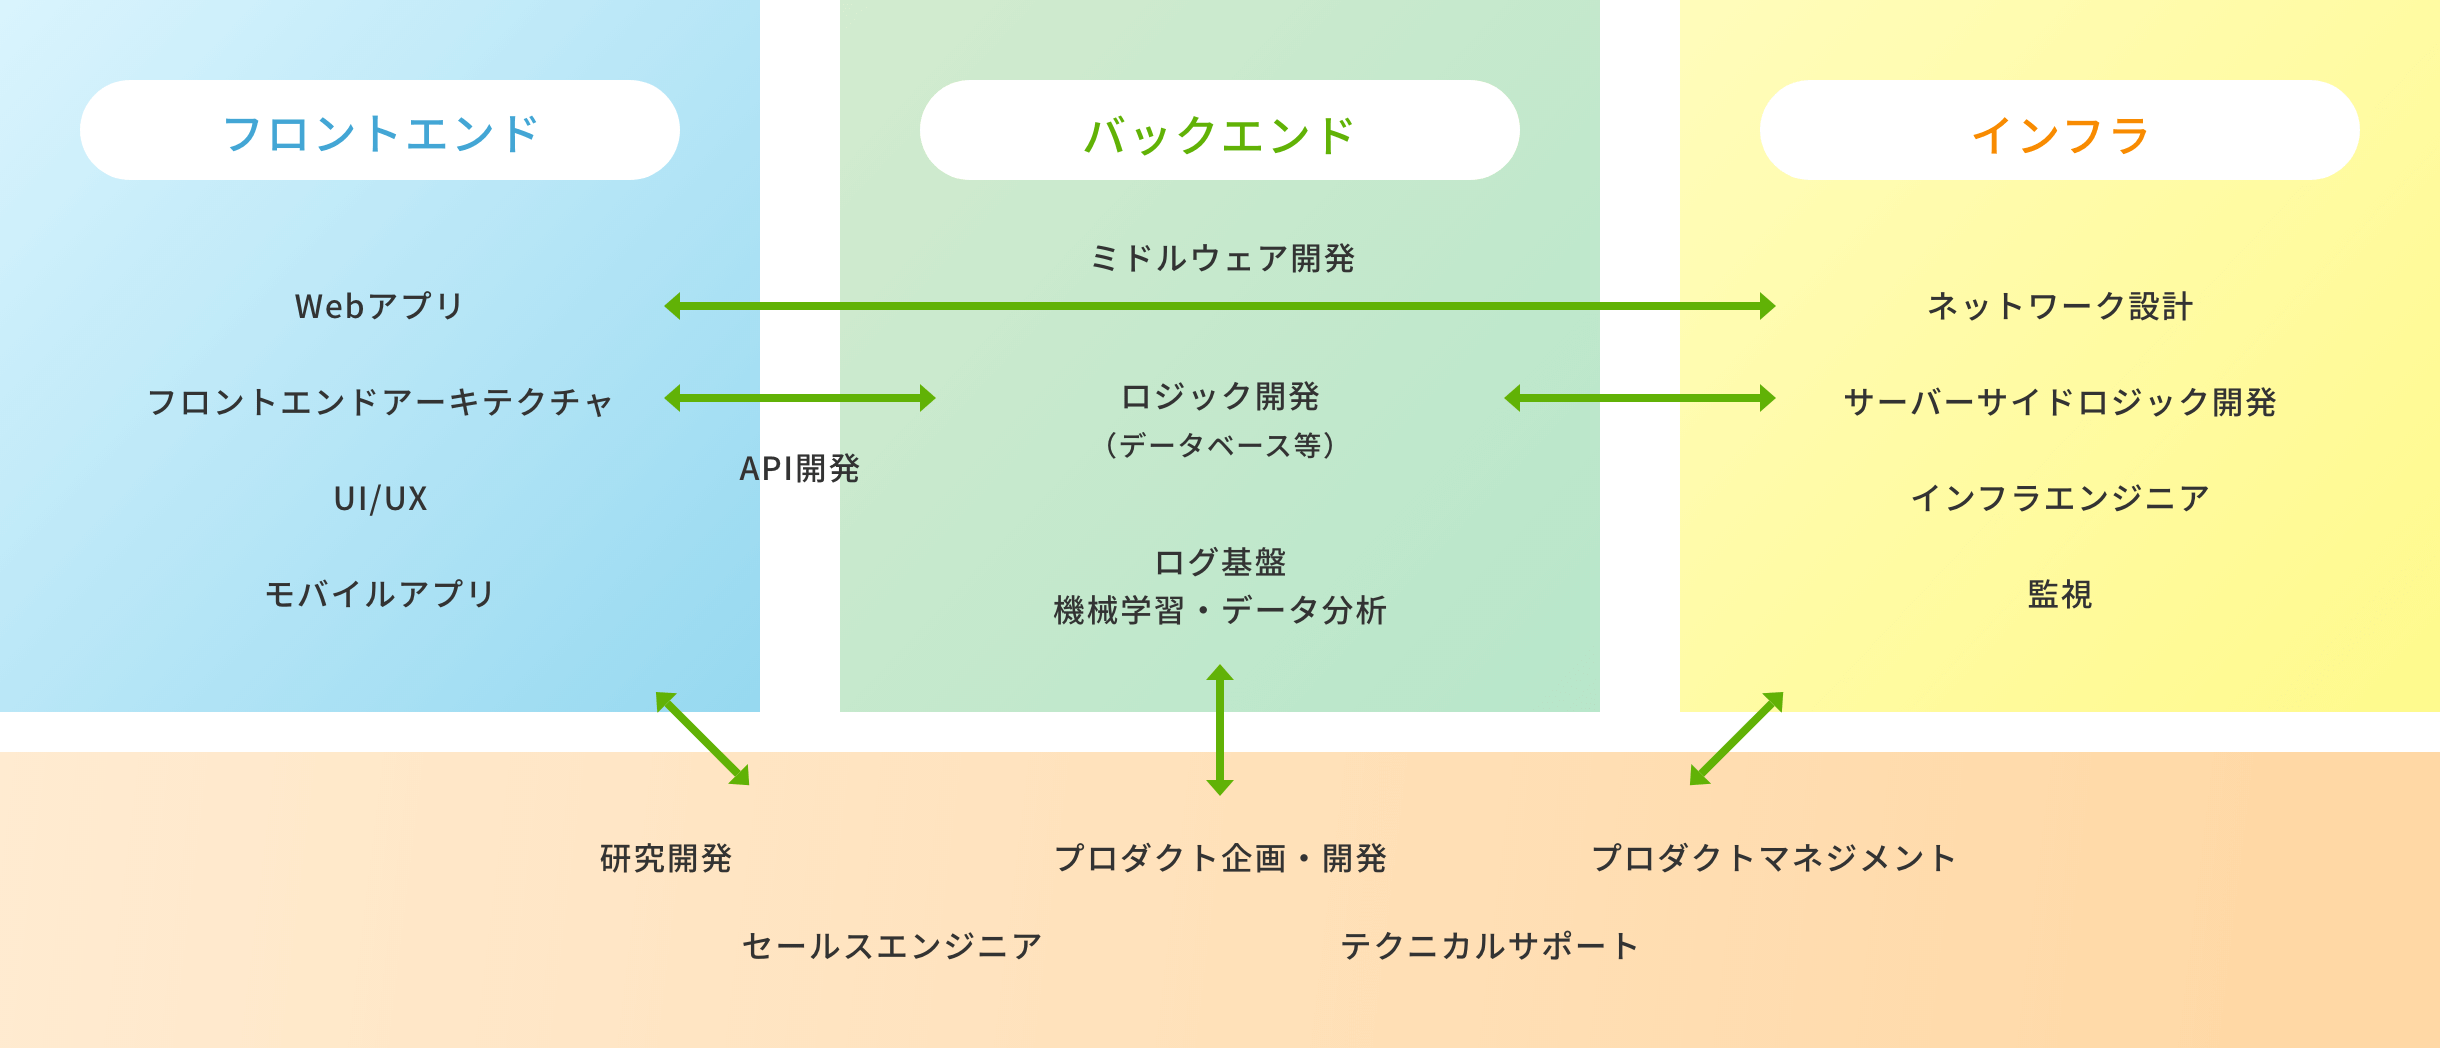 フロントエンド
Webアプリ
フロントエンドアーキテクチャ
UI/UX
モバイルアプリ
API開発
バックエンド
ミドルウェア開発
ロジック開発
（データベース等）
ログ基盤
機械学習・データ分析
インフラ
ネットワーク設計
サーバーサイドロジック開発
インフラエンジニア
監視
研究開発
プロダクト企画・開発
プロダクトマネジメント
セールスエンジニア
テクニカルサポート